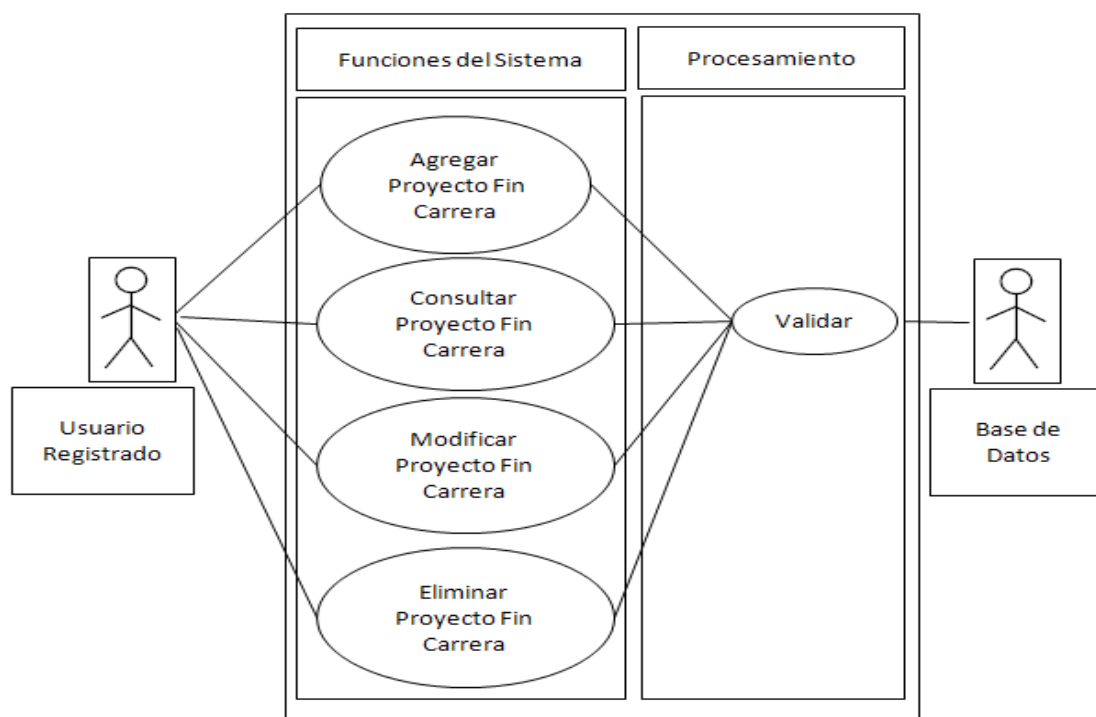 Funciones del Sistema
Procesamiento
Agregar
Proyecto Fin
Carrera
Consultar
Proyecto Fin
Carrera
Validar
Modificar
Proyecto Fin
Carrera
Eliminar
Proyecto Fin
Carrera
Usuario
Registrado
Base de
Datos